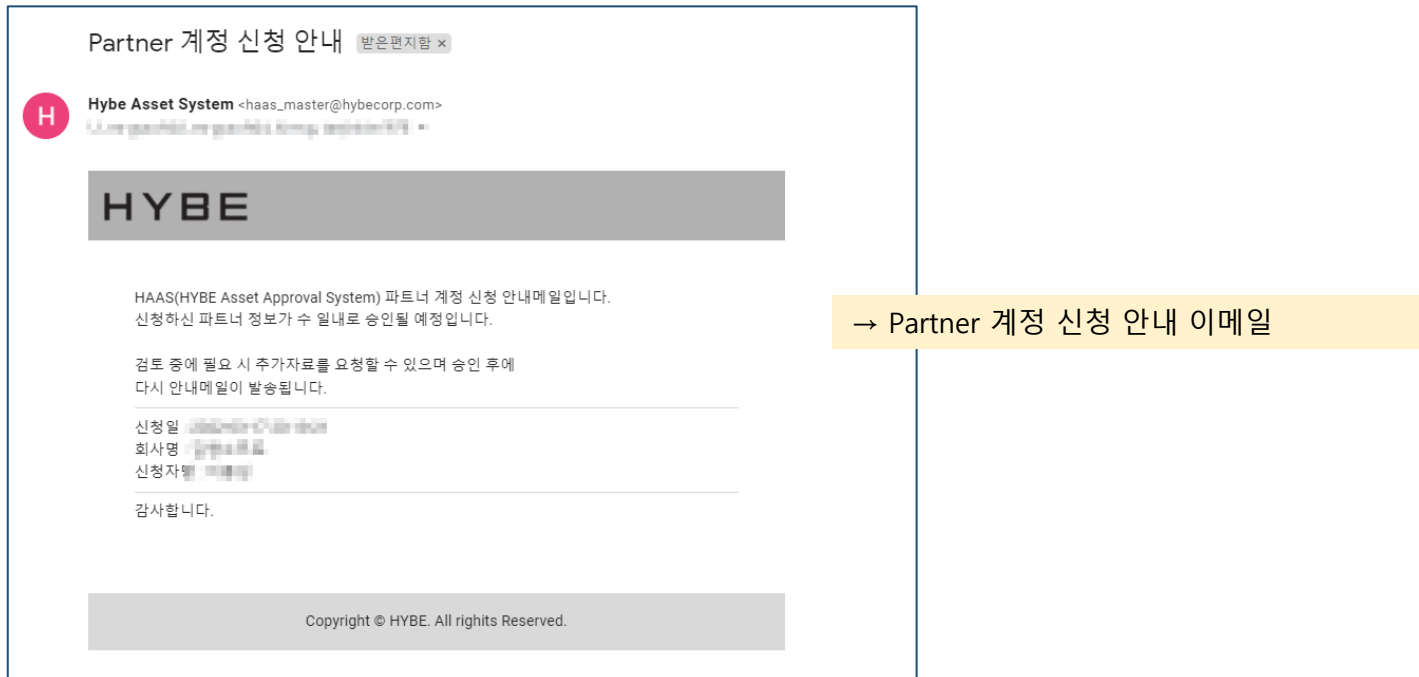 Partner 계정 신청 안내 받은편지함 ×
H
Hybe Asset System <haas_master@hybecorp.com>
HYBE
HAAS(HYBE Asset Approval System) 파트너 계정 신청 안내메일입니다.
신청하신 파트너 정보가 수 일내로 승인될 예정입니다.
→ Partner 계정 신청 안내 이메일
검토 중에 필요 시 추가자료를 요청할 수 있으며 승인 후에
다시 안내메일이 발송됩니다.
신청일
회사명
신청자명
감사합니다.
Copyright © HYBE. All righits Reserved.